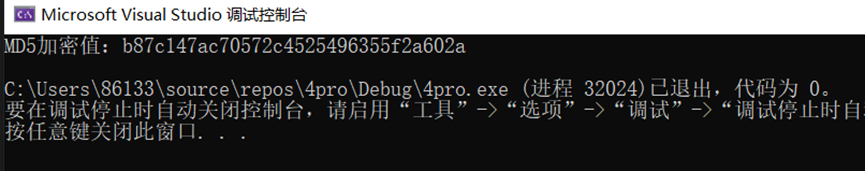 Microsoft Visual Studio 调试控制台
MD5加密值：b87c147ac70572c4525496355f2a602a
C:\Users\86133\source\repos\4pro\Debug\4pro.exe (进程 32024)已退出，代码为 0。
要在调试停止时自动关闭控制台，请启用“工具”->“选项”->“调试”->“调试停止时自
按任意键关闭此窗口. . .